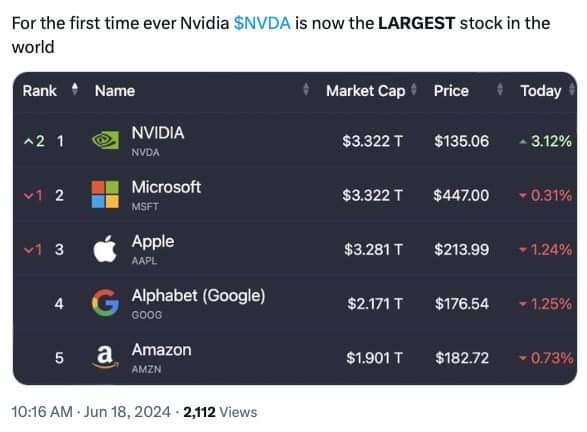 For the first time ever Nvidia $NVDA is now the LARGEST stock in the
world
Rank Name Market Cap Price Today
2 1 NVIDIA $3.322 T $135.06 3.12%
NVDA
1 2 Microsoft $3.322 T $447.00 0.31%
MSFT
1 3 Apple $3.281 T $213.99 1.24%
AAPL
4 Alphabet (Google) $2.171 T $176.54 1.25%
GOOG
5 Amazon $1.901 T $182.72 0.73%
AMZN
10:16 AM · Jun 18, 2024 · 2,112 Views